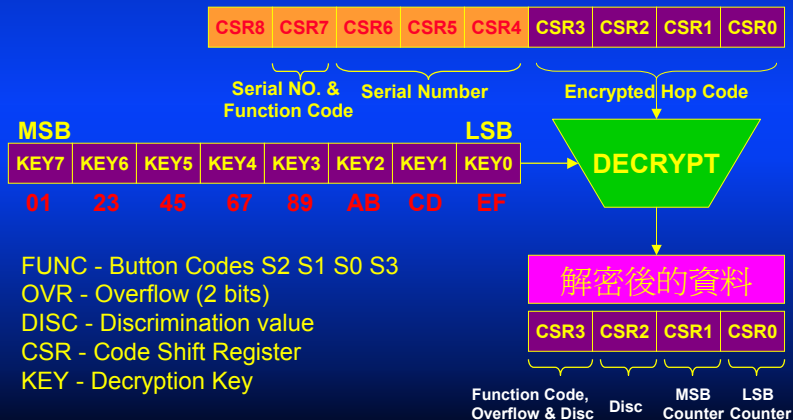 CSR8 CSR7 CSR6 CSR5 CSR4 CSR3 CSR2 CSR1 CSR0
Serial NO. &
Function Code
Serial Number
Encrypted Hop Code
MSB LSB
KEY7 KEY6 KEY5 KEY4 KEY3 KEY2 KEY1 KEY0
DECRYPT
01 23 45 67 89 AB CD EF
FUNC - Button Codes S2 S1 S0 S3
OVR - Overflow (2 bits)
DISC - Discrimination value
CSR - Code Shift Register
KEY - Decryption Key
解密後的資料
CSR3 CSR2 CSR1 CSR0
Function Code,
Overflow & Disc
Disc
MSB
Counter
LSB
Counter